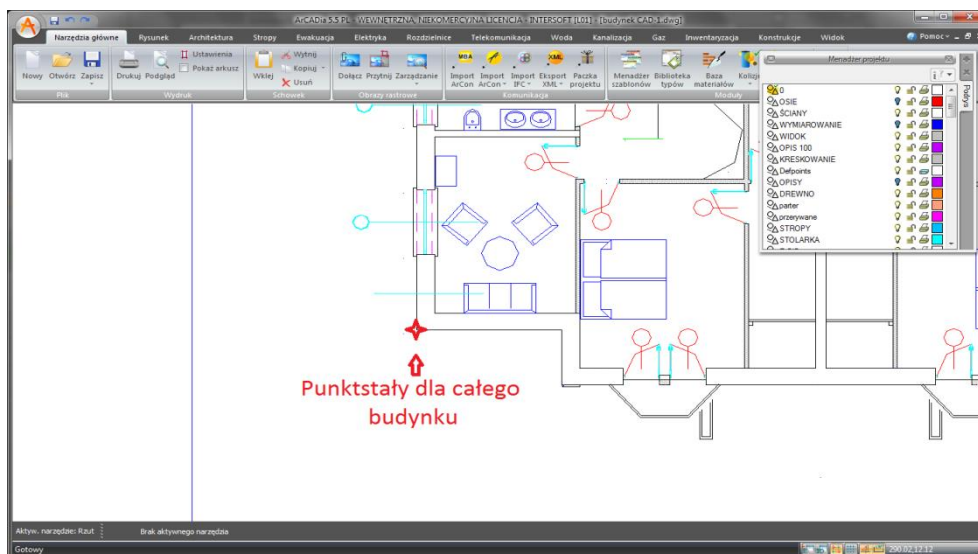 ArCADia 5.5 PL - WEWNĘTRZNA, NIEKOMERCYJNA LICENCJA - INTERSOFT [L01] - [budynek CAD-1.dwg]
Narzędzia główne Rysunek Architektura Stropy Ewakuacja Elektryka Rozdzielnice Telekomunikacja Woda Kanalizacja Gaz Inwentaryzacja Konstrukcje Widok Pomoc
Nowy Otwórz Zapisz
Drukuj Podgląd
Ustawienia
Pokaż arkusz
Wklej
Wytnij
Kopiuj
Usuń
Dołącz Przytnij Zarządzanie
Import ArCon
Import ArCon+
Import IFC
Eksport XML
Paczka projektu
Menadżer szablonów
Biblioteka typów
Baza materiałów
Plik Wydruk Schowek Obrazy rastrowe Komunikacja Moduły
Menadżer projektu
0
OSIE
ŚCIANY
WYMIAROWANIE
WIDOK
OPIS 100
KRESKOWANIE
Defpoints
OPISY
DREWNO
parter
przerywane
STROPY
STOLARKA
Punktstały dla całego
budynku
Aktyw. narzędzie: Rzut Brak aktywnego narzędzia
Gotowy 290.02,12.12